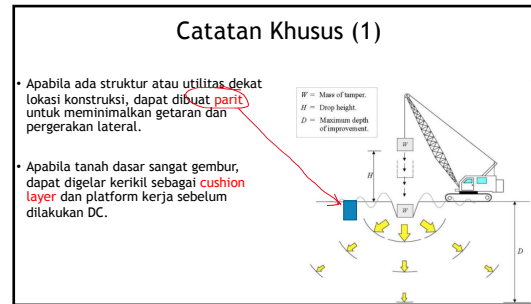 Catatan Khusus (1)
• Apabila ada struktur atau utilitas dekat
lokasi konstruksi, dapat dibuat parit
untuk meminimalkan getaran dan
pergerakan lateral.
• Apabila tanah dasar sangat gembur,
dapat digelar kerikil sebagai cushion
layer dan platform kerja sebelum
dilakukan DC.
W = Mass of tamper.
H = Drop height.
D = Maximum depth
of improvement.
W
H
W
D